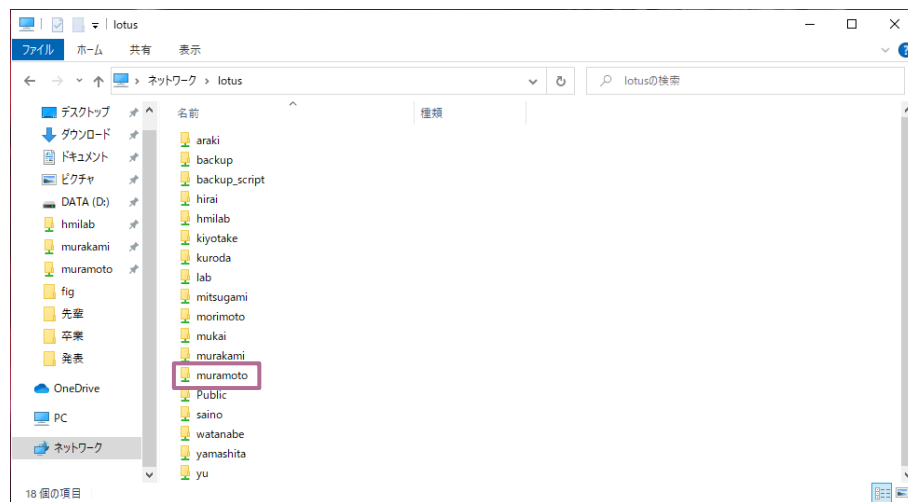 lotus
ファイル ホーム 共有 表示
ネットワーク › lotus
lotusの検索
デスクトップ
ダウンロード
ドキュメント
ピクチャ
DATA (D:)
hmilab
murakami
muramoto
fig
先輩
卒業
発表
OneDrive
PC
ネットワーク
名前 種類
araki
backup
backup_script
hirai
hmilab
kiyotake
kuroda
lab
mitsugami
morimoto
mukai
murakami
muramoto
Public
saino
watanabe
yamashita
yu
18 個の項目